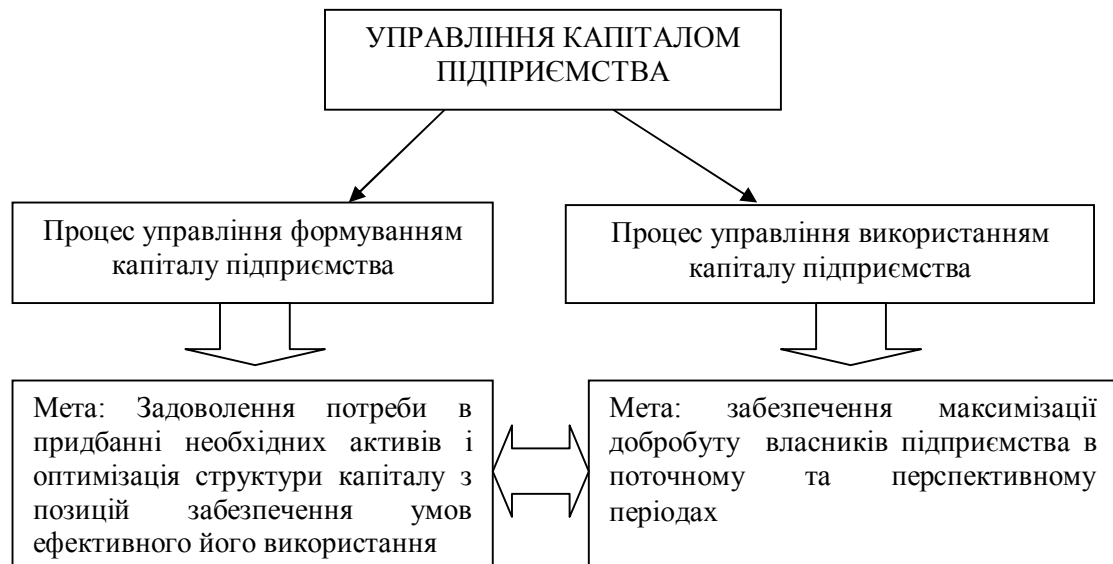 УПРАВЛІННЯ КАПІТАЛОМ
ПІДПРИЄМСТВА
Процес управління формуванням
капіталу підприємства
Процес управління використанням
капіталу підприємства
Мета: Задоволення потреби в
придбанні необхідних активів і
оптимізація структури капіталу з
позицій забезпечення умов
ефективного його використання
Мета: забезпечення максимізації
добробуту власників підприємства в
поточному та перспективному
періодах